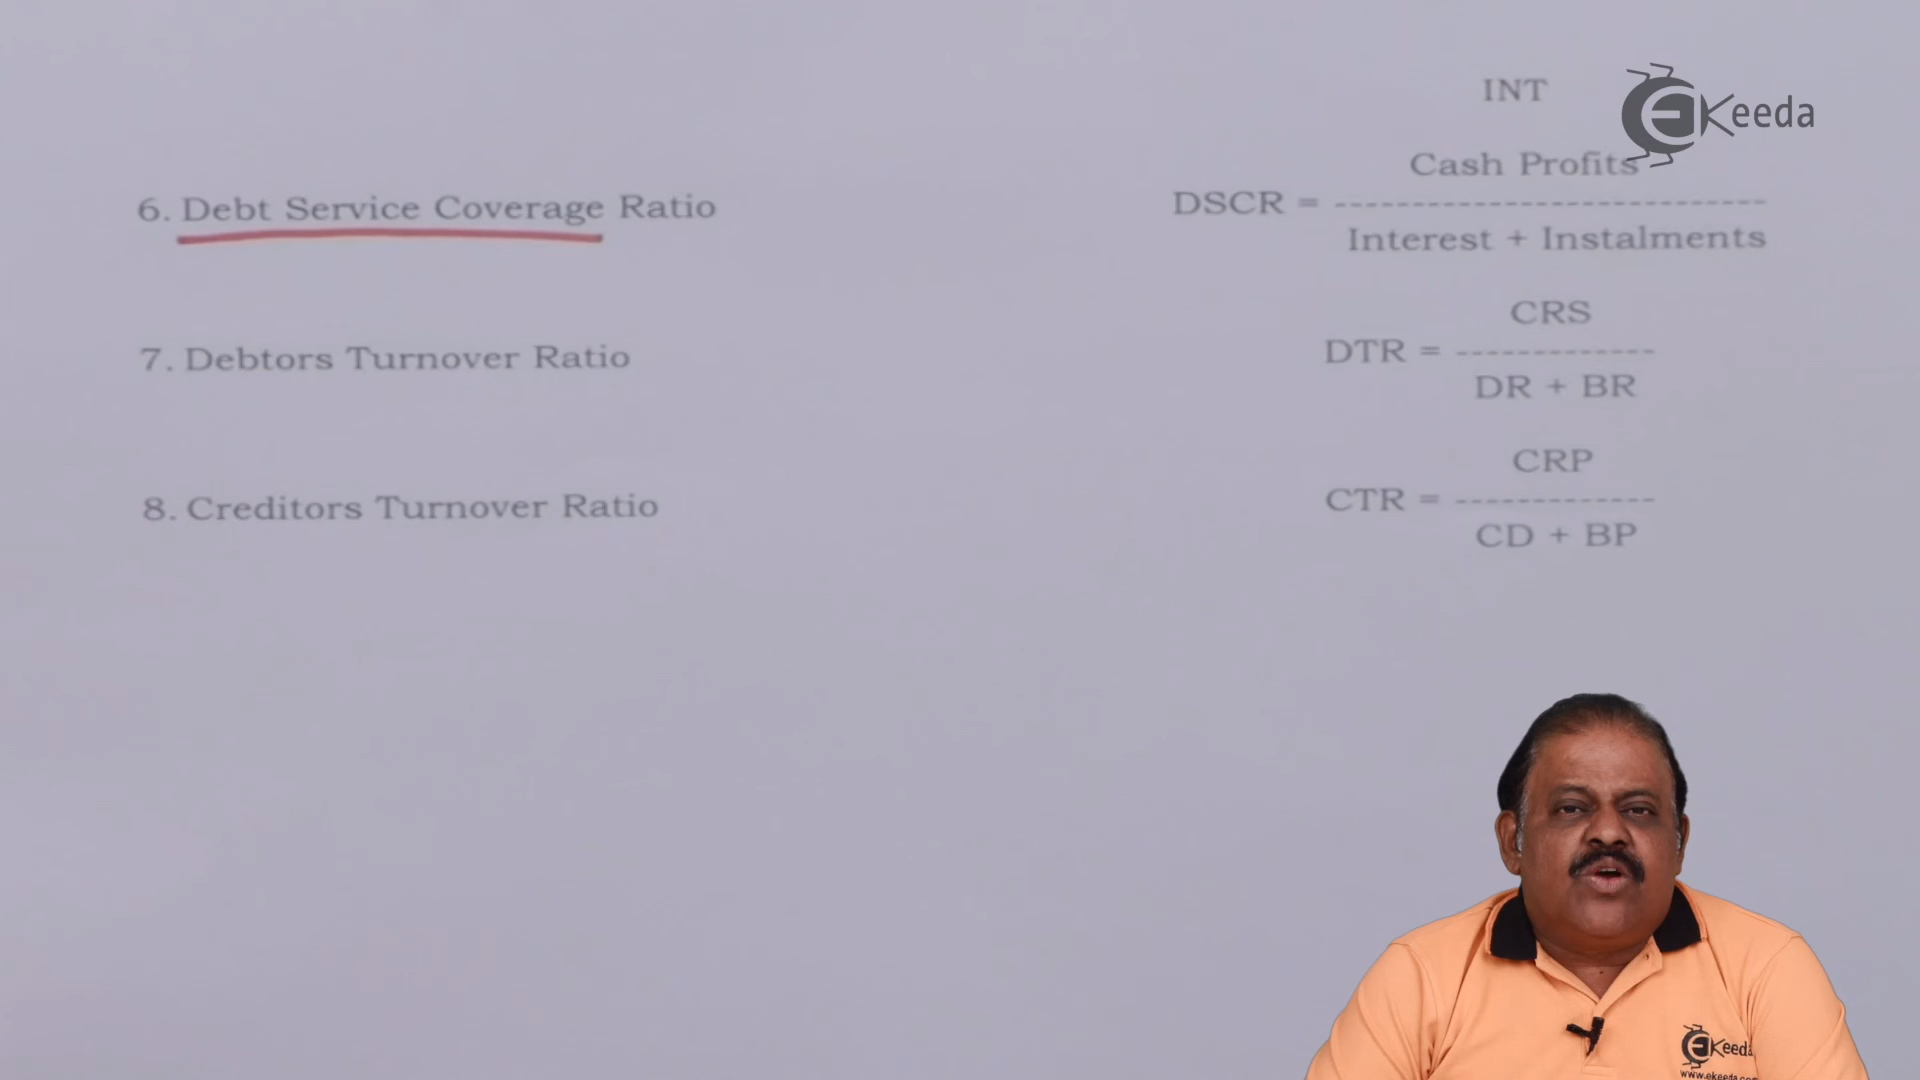 INT
EKeeda
6. Debt Service Coverage Ratio
DSCR =
Cash Profits
---------------------------
Interest + Instalments
7. Debtors Turnover Ratio
DTR =
CRS
-------------
DR + BR
8. Creditors Turnover Ratio
CTR =
CRP
-------------
CD + BP
EKeeda